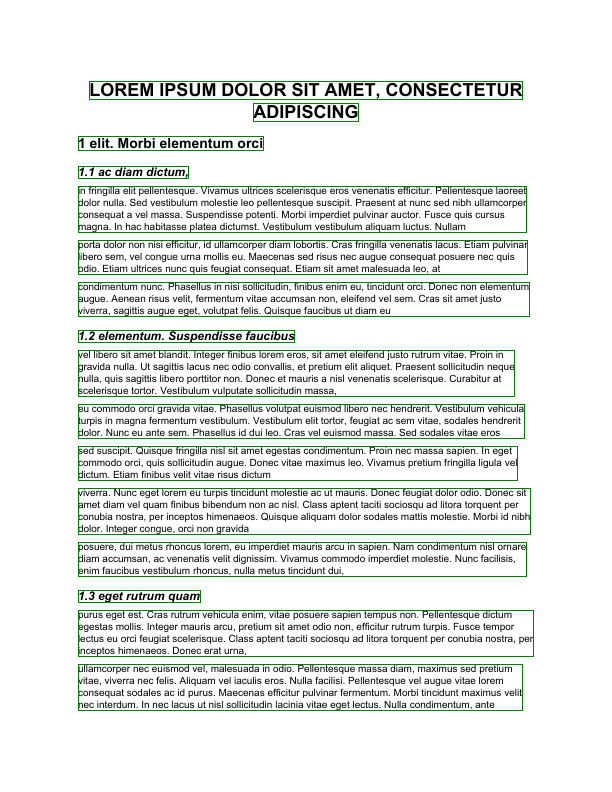 LOREM IPSUM DOLOR SIT AMET, CONSECTETUR
ADIPISCING
1 elit. Morbi elementum orci
1.1 ac diam dictum,
in fringilla elit pellentesque. Vivamus ultrices scelerisque eros venenatis efficitur. Pellentesque laoreet
dolor nulla. Sed vestibulum molestie leo pellentesque suscipit. Praesent at nunc sed nibh ullamcorper
consequat a vel massa. Suspendisse potenti. Morbi imperdiet pulvinar auctor. Fusce quis cursus
magna. In hac habitasse platea dictumst. Vestibulum vestibulum aliquam luctus. Nullam
porta dolor non nisi efficitur, id ullamcorper diam lobortis. Cras fringilla venenatis lacus. Etiam pulvinar
libero sem, vel congue urna mollis eu. Maecenas sed risus nec augue consequat posuere nec quis
odio. Etiam ultrices nunc quis feugiat consequat. Etiam sit amet malesuada leo, at
condimentum nunc. Phasellus in nisi sollicitudin, finibus enim eu, tincidunt orci. Donec non elementum
augue. Aenean risus velit, fermentum vitae accumsan non, eleifend vel sem. Cras sit amet justo
viverra, sagittis augue eget, volutpat felis. Quisque faucibus ut diam eu
1.2 elementum. Suspendisse faucibus
vel libero sit amet blandit. Integer finibus lorem eros, sit amet eleifend justo rutrum vitae. Proin in
gravida nulla. Ut sagittis lacus nec odio convallis, et pretium elit aliquet. Praesent sollicitudin neque
nulla, quis sagittis libero porttitor non. Donec et mauris a nisl venenatis scelerisque. Curabitur at
scelerisque tortor. Vestibulum vulputate sollicitudin massa,
eu commodo orci gravida vitae. Phasellus volutpat euismod libero nec hendrerit. Vestibulum vehicula
turpis in magna fermentum vestibulum. Vestibulum elit tortor, feugiat ac sem vitae, sodales hendrerit
dolor. Nunc eu ante sem. Phasellus id dui leo. Cras vel euismod massa. Sed sodales vitae eros
sed suscipit. Quisque fringilla nisl sit amet egestas condimentum. Proin nec massa sapien. In eget
commodo orci, quis sollicitudin augue. Donec vitae maximus leo. Vivamus pretium fringilla ligula vel
dictum. Etiam finibus velit vitae risus dictum
viverra. Nunc eget lorem eu turpis tincidunt molestie ac ut mauris. Donec feugiat dolor odio. Donec sit
amet diam vel quam finibus bibendum non ac nisl. Class aptent taciti sociosqu ad litora torquent per
conubia nostra, per inceptos himenaeos. Quisque aliquam dolor sodales mattis molestie. Morbi id nibh
dolor. Integer congue, orci non gravida
posuere, dui metus rhoncus lorem, eu imperdiet mauris arcu in sapien. Nam condimentum nisl ornare
diam accumsan, ac venenatis velit dignissim. Vivamus commodo imperdiet molestie. Nunc facilisis,
enim faucibus vestibulum rhoncus, nulla metus tincidunt dui,
1.3 eget rutrum quam
purus eget est. Cras rutrum vehicula enim, vitae posuere sapien tempus non. Pellentesque dictum
egestas mollis. Integer mauris arcu, pretium sit amet odio non, efficitur rutrum turpis. Fusce tempor
lectus eu orci feugiat scelerisque. Class aptent taciti sociosqu ad litora torquent per conubia nostra, per
inceptos himenaeos. Donec erat urna,
ullamcorper nec euismod vel, malesuada in odio. Pellentesque massa diam, maximus sed pretium
vitae, viverra nec felis. Aliquam vel iaculis eros. Nulla facilisi. Pellentesque vel augue vitae lorem
consequat sodales ac id purus. Maecenas efficitur pulvinar fermentum. Morbi tincidunt maximus velit
nec interdum. In nec lacus ut nisl sollicitudin lacinia vitae eget lectus. Nulla condimentum, ante